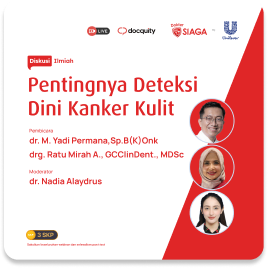 LIVE docquity Dokter SIAGA Unilever
Diskusi Ilmiah
Pentingnya Deteksi
Dini Kanker Kulit
Pembicara
dr. M. Yadi Permana,Sp.B(K)Onk
drg. Ratu Mirah A., GCClinDent., MDSc
Moderator
dr. Nadia Alaydrus
3 SKP